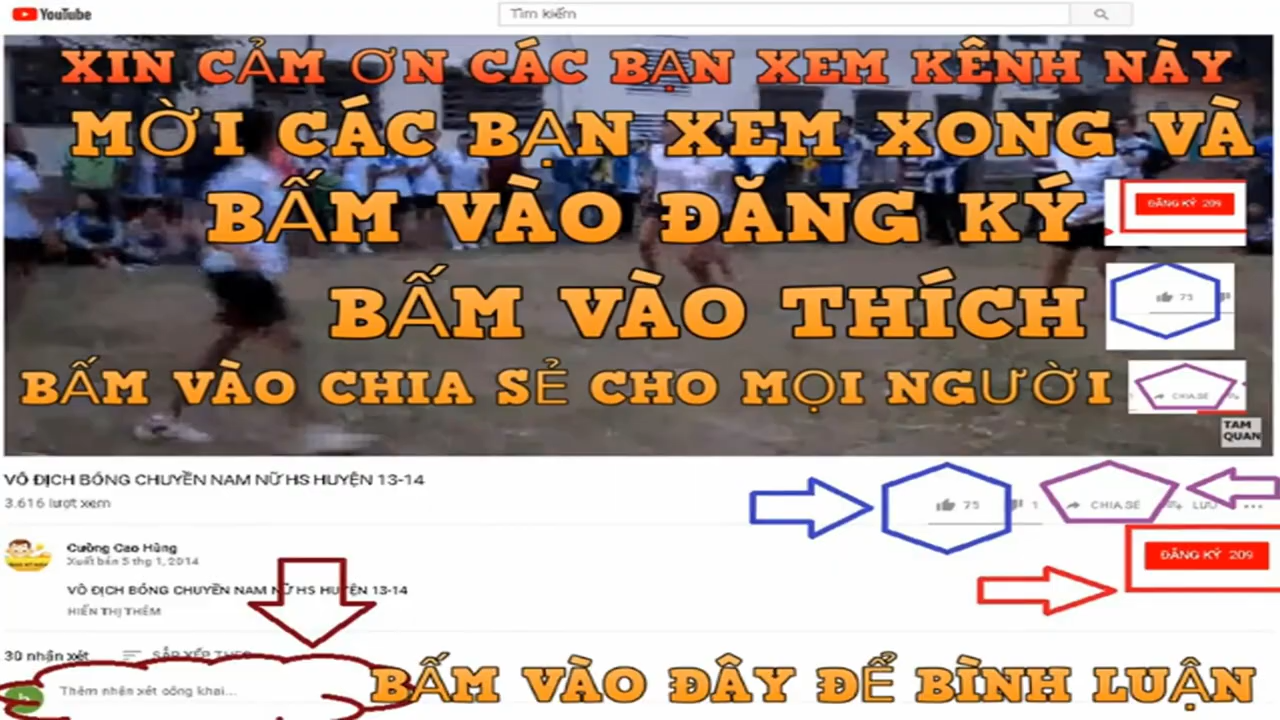 YouTube
Tìm kiếm
XIN CẢM ƠN CÁC BẠN XEM KÊNH NÀY
MỜI CÁC BẠN XEM XONG VÀ
BẤM VÀO ĐĂNG KÝ
ĐĂNG KÝ 209
BẤM VÀO THÍCH
75
BẤM VÀO CHIA SẺ CHO MỌI NGƯỜI
CHIA SẺ
TAM
QUAN
VÔ ĐỊCH BÓNG CHUYỀN NAM NỮ HS HUYỆN 13-14
3.616 lượt xem
75 1 CHIA SẺ LƯU
Cường Cao Hùng
Xuất bản 5 thg 1, 2014
ĐĂNG KÝ 209
VÔ ĐỊCH BÓNG CHUYỀN NAM NỮ HS HUYỆN 13-14
HIỂN THỊ THÊM
30 nhận xét SẮP XẾP THEO
Thêm nhận xét công khai...
BẤM VÀO ĐÂY ĐỂ BÌNH LUẬN